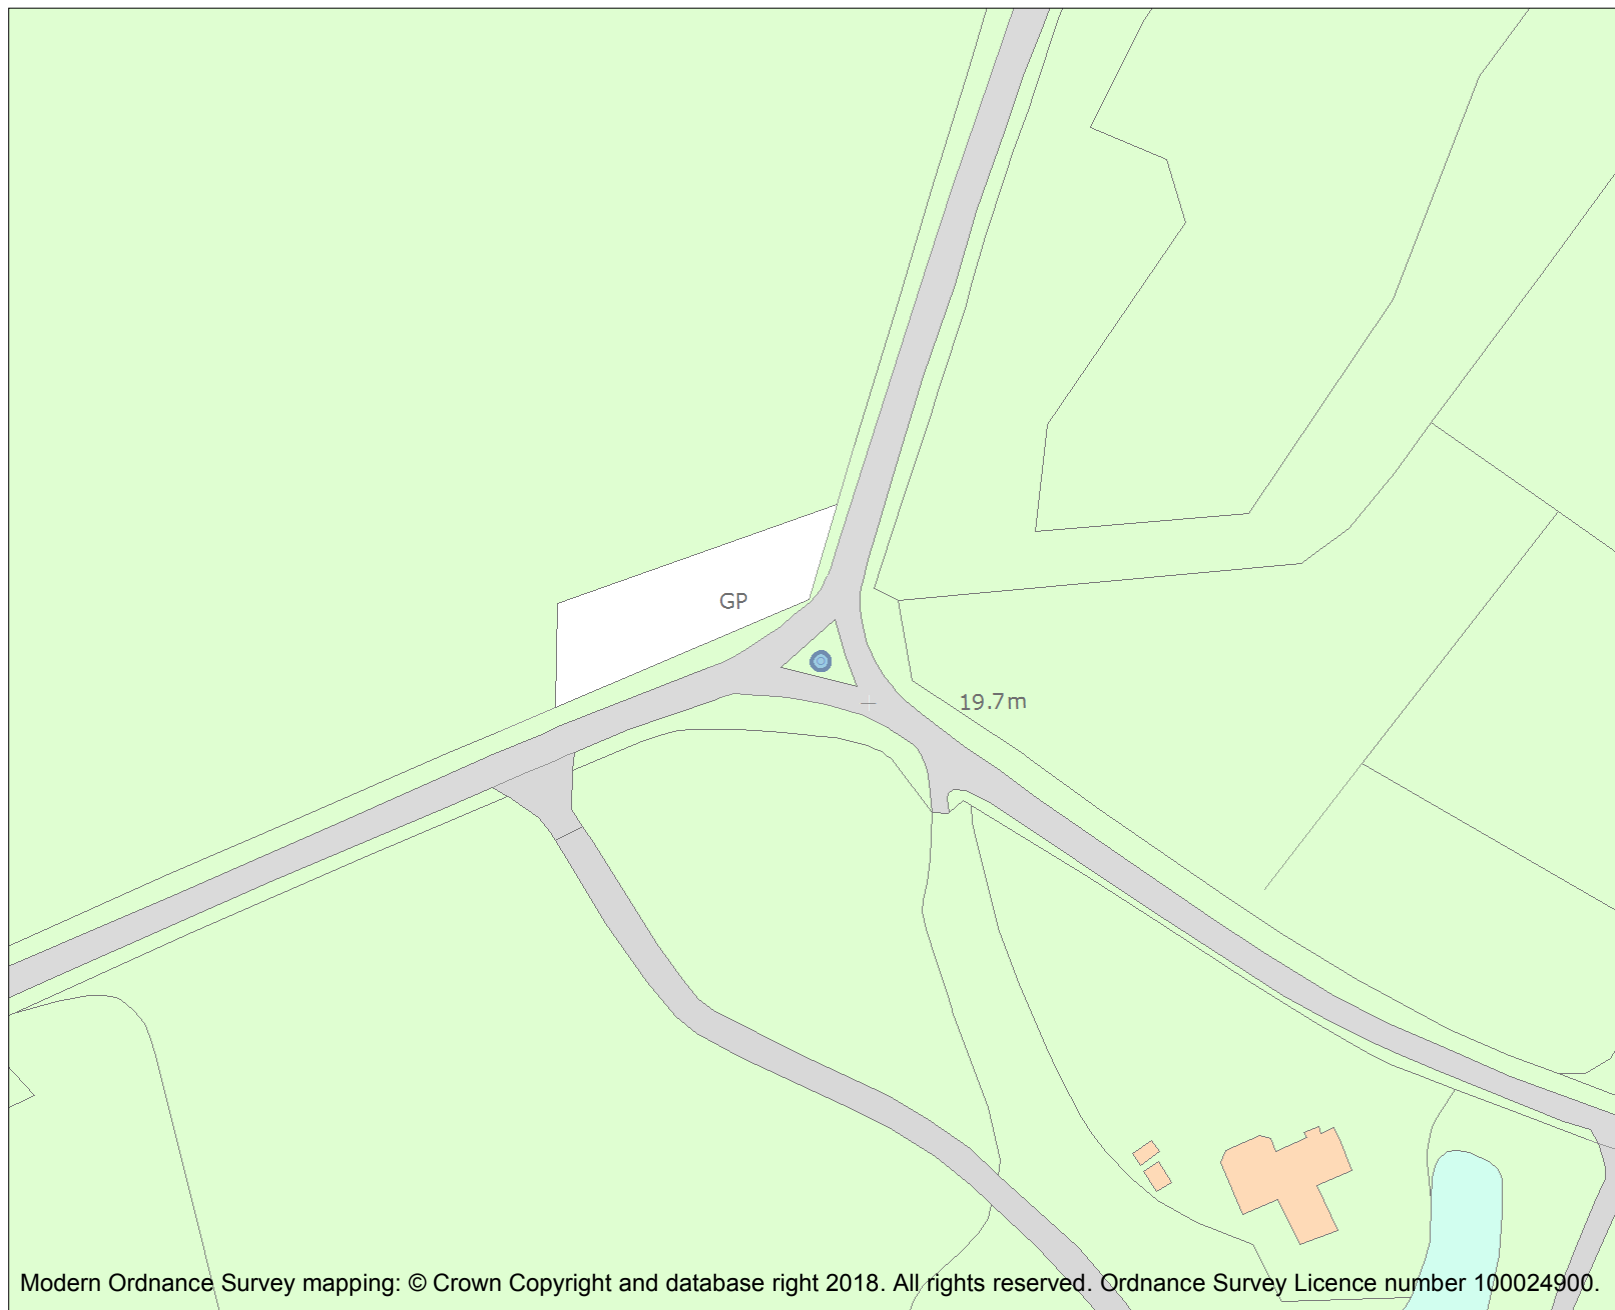 GP
19.7m
Modern Ordnance Survey mapping: © Crown Copyright and database right 2018. All rights reserved. Ordnance Survey Licence number 100024900.